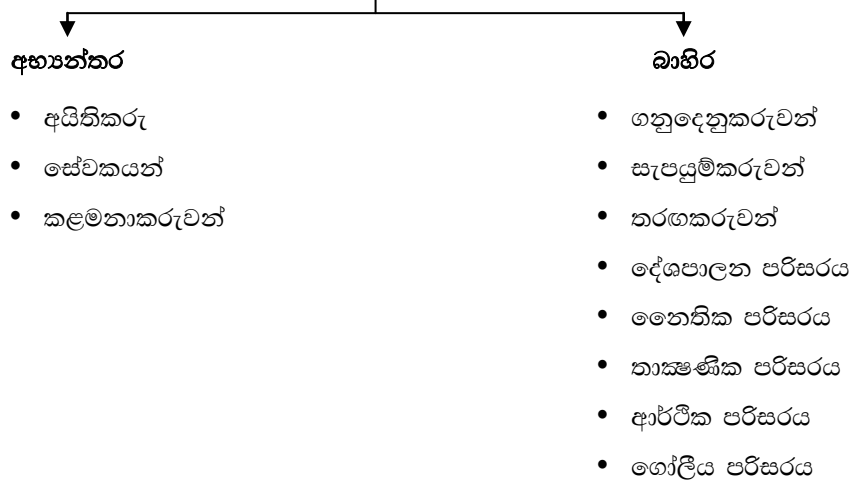 අභ්‍යන්තර
• අයිතිකරු
• සේවකයන්
• කළමනාකරුවන්
බාහිර
• ගනුදෙනුකරුවන්
• සැපයුම්කරුවන්
• තරඟකරුවන්
• දේශපාලන පරිසරය
• නෛතික පරිසරය
• තාක්‍ෂණික පරිසරය
• ආර්ථික පරිසරය
• ගෝලීය පරිසරය